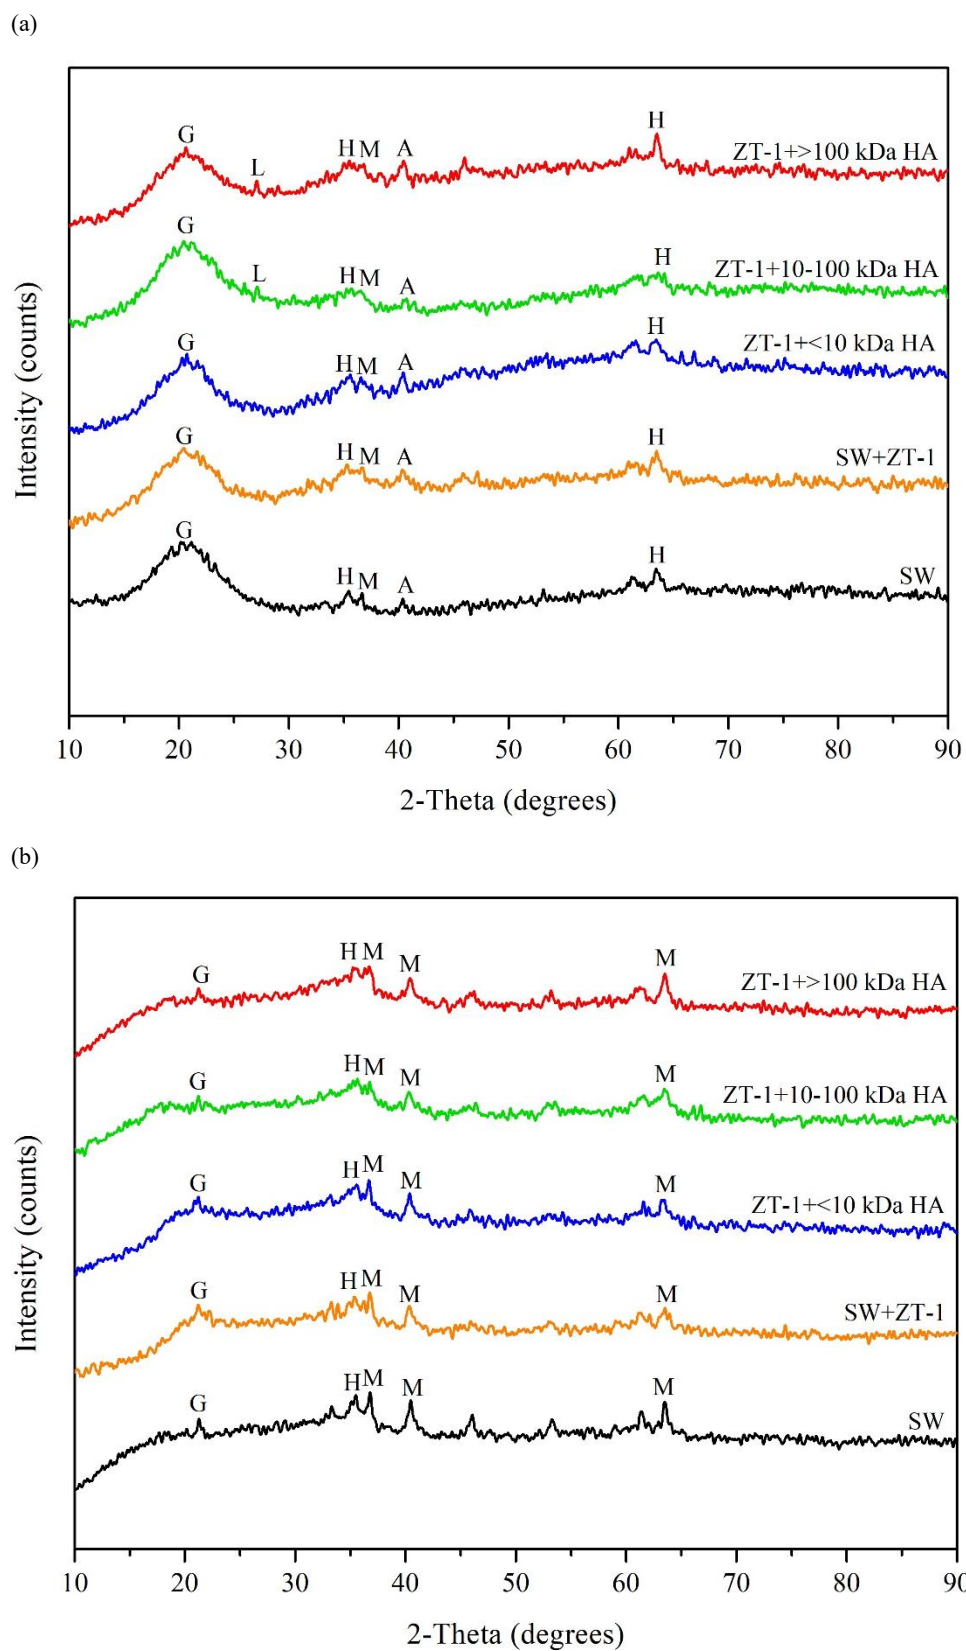 (a)
G L H M A H ZT-1+>100 kDa HA
G L H M A H ZT-1+10-100 kDa HA
G H M A H ZT-1+<10 kDa HA
G H M A H SW+ZT-1
G H M A H SW
Intensity (counts)
10 20 30 40 50 60 70 80 90
2-Theta (degrees)
(b)
G H M M M ZT-1+>100 kDa HA
G H M M M ZT-1+10-100 kDa HA
G H M M M ZT-1+<10 kDa HA
G H M M M SW+ZT-1
G H M M M SW
Intensity (counts)
10 20 30 40 50 60 70 80 90
2-Theta (degrees)